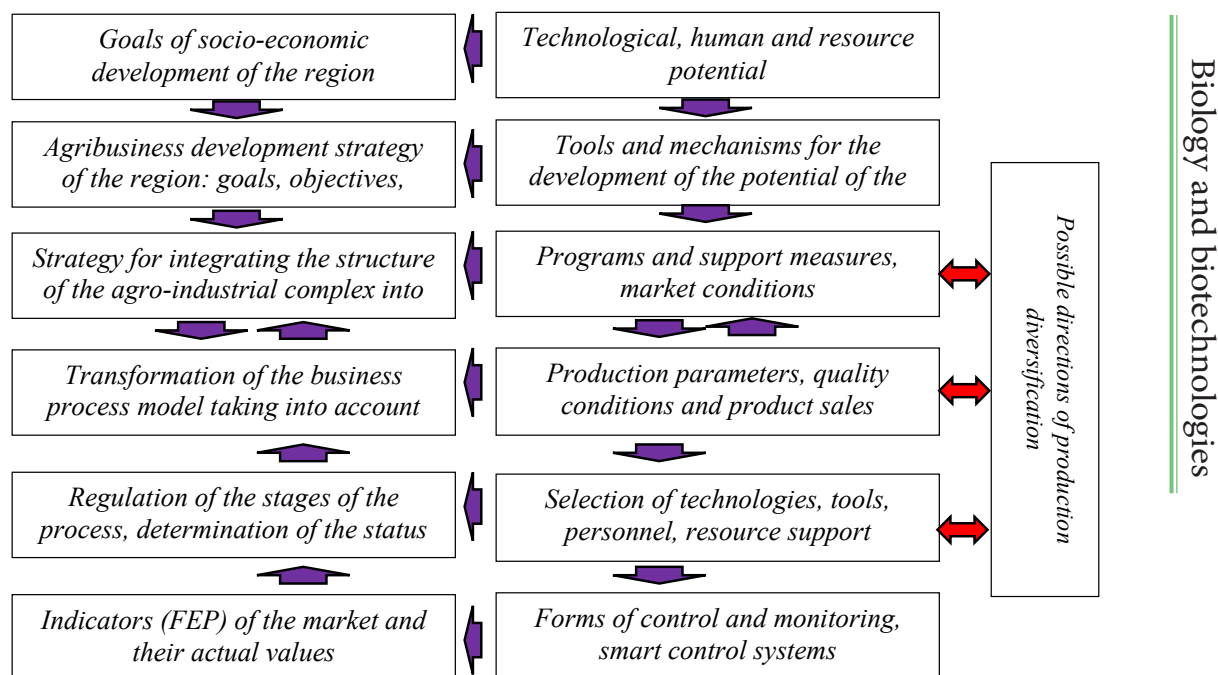 Goals of socio-economic
development of the region
Technological, human and resource
potential
Agribusiness development strategy
of the region: goals, objectives,
Tools and mechanisms for the
development of the potential of the
Strategy for integrating the structure
of the agro-industrial complex into
Programs and support measures,
market conditions
Transformation of the business
process model taking into account
Production parameters, quality
conditions and product sales
Regulation of the stages of the
process, determination of the status
Selection of technologies, tools,
personnel, resource support
Indicators (FEP) of the market and
their actual values
Forms of control and monitoring,
smart control systems
Possible directions of production
diversification
Biology and biotechnologies